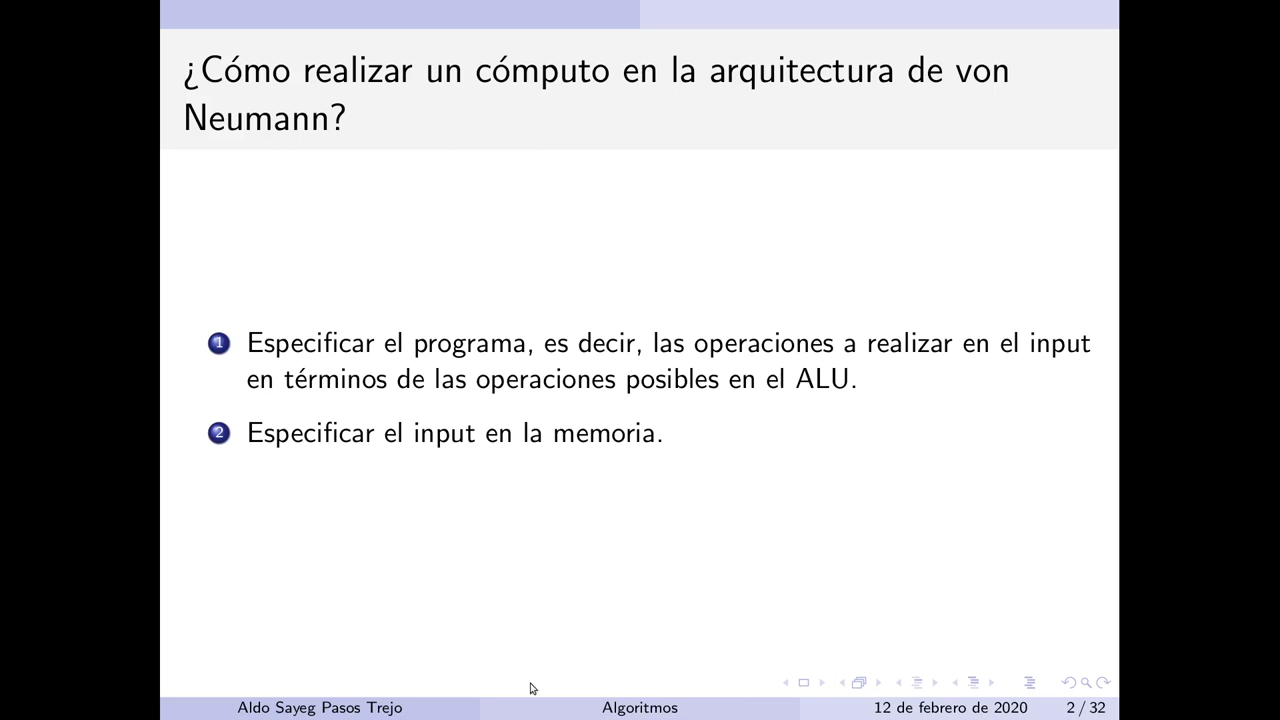 ¿Cómo realizar un cómputo en la arquitectura de von
Neumann?
1 Especificar el programa, es decir, las operaciones a realizar en el input
en términos de las operaciones posibles en el ALU.
2 Especificar el input en la memoria.
Aldo Sayeg Pasos Trejo Algoritmos 12 de febrero de 2020 2 / 32